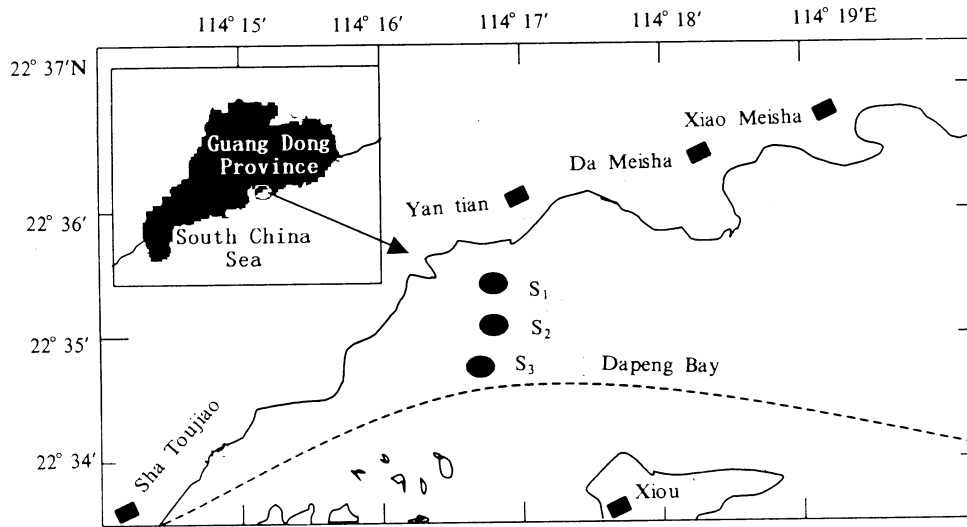 114° 15′ 114° 16′ 114° 17′ 114° 18′ 114° 19′E
22° 37′N
Xiao Meisha
Guang Dong
Province
Da Meisha
Yan tian
22° 36′
South China
Sea
S1
S2
22° 35′
S3
Dapeng Bay
Sha Toujiao
22° 34′
Xiou